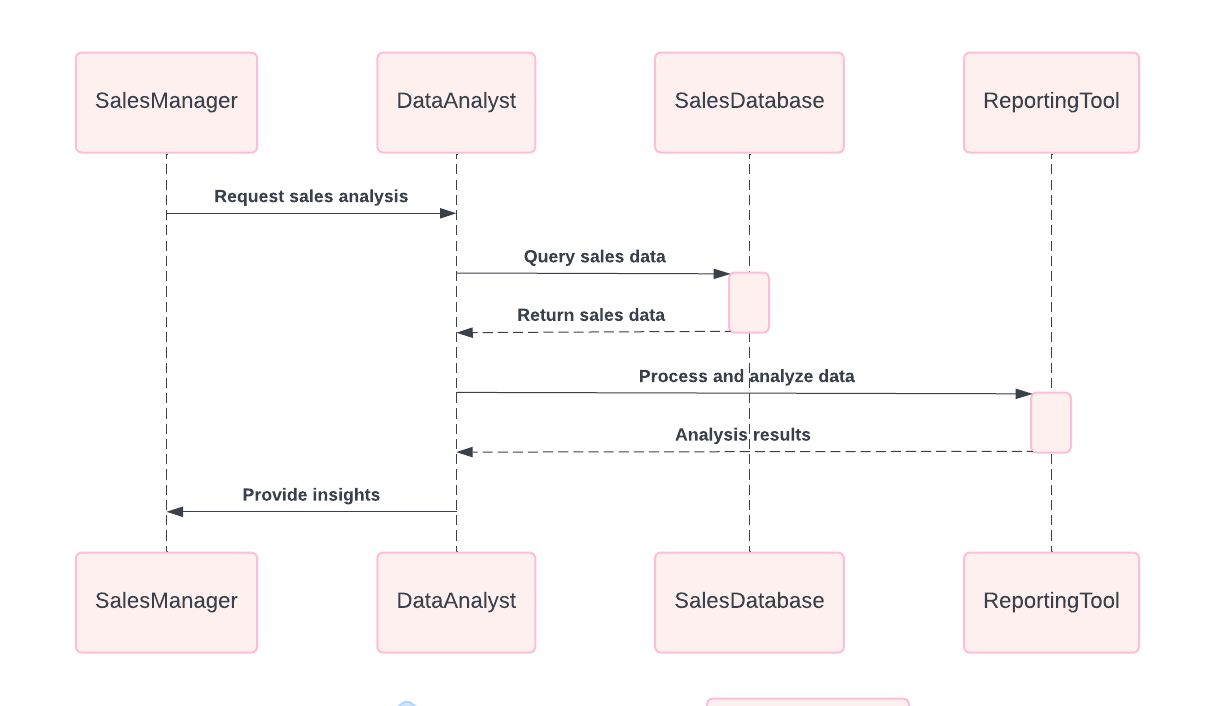 SalesManager
DataAnalyst
SalesDatabase
ReportingTool
Request sales analysis
Query sales data
Return sales data
Process and analyze data
Analysis results
Provide insights
SalesManager
DataAnalyst
SalesDatabase
ReportingTool